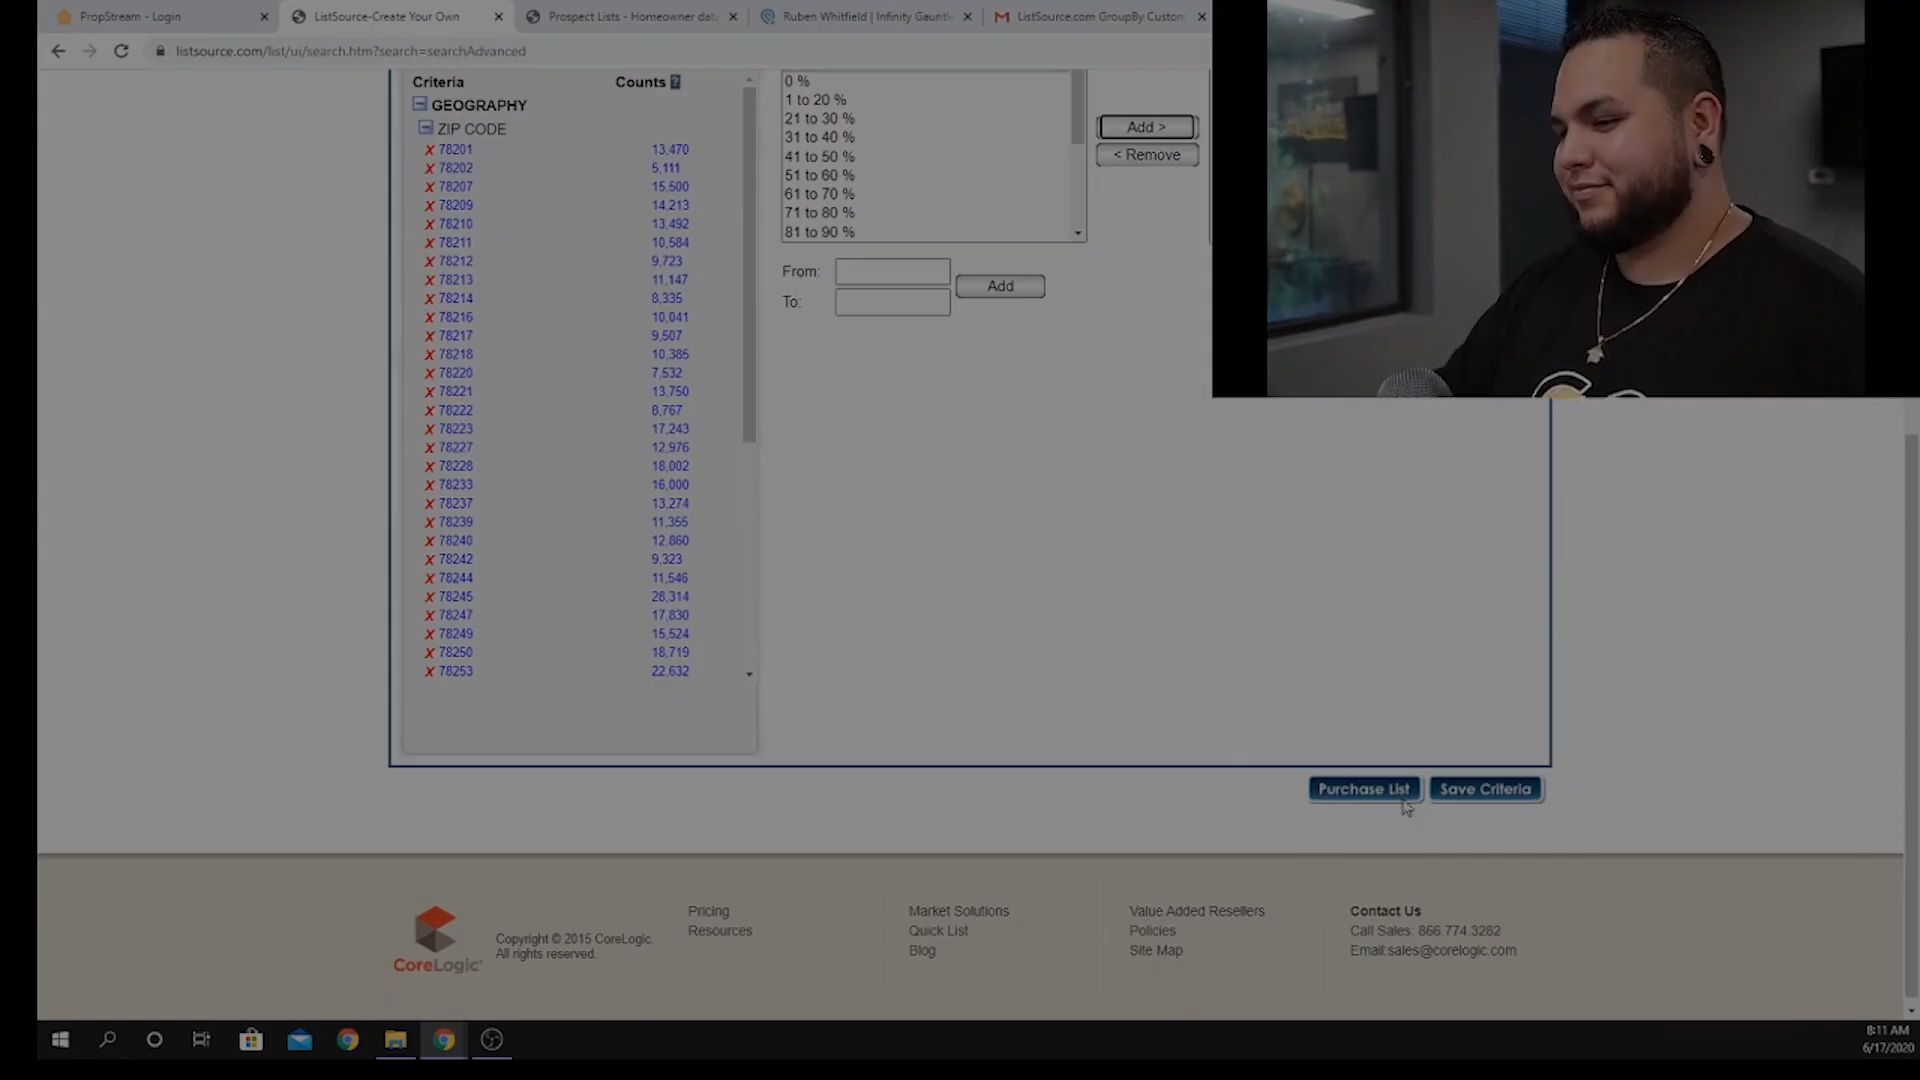 PropStream - Login
ListSource-Create Your Own
Prospect Lists - Homeowner dat
Ruben Whitfield | Infinity Gauntl
ListSource.com GroupBy Custom
listsource.com/list/ui/search.htm?search=searchAdvanced
Criteria Counts ?
GEOGRAPHY
ZIP CODE
X 78201 13,470
X 78202 5,111
X 78207 15,500
X 78209 14,213
X 78210 13,492
X 78211 10,584
X 78212 9,723
X 78213 11,147
X 78214 8,335
X 78216 10,041
X 78217 9,507
X 78218 10,385
X 78220 7,532
X 78221 13,750
X 78222 8,767
X 78223 17,243
X 78227 12,976
X 78228 18,002
X 78233 16,000
X 78237 13,274
X 78239 11,355
X 78240 12,860
X 78242 9,323
X 78244 11,546
X 78245 28,314
X 78247 17,830
X 78249 15,524
X 78250 18,719
X 78253 22,632
0 %
1 to 20 %
21 to 30 %
31 to 40 %
41 to 50 %
51 to 60 %
61 to 70 %
71 to 80 %
81 to 90 %
Add >
< Remove
From:
To:
Add
Purchase List
Save Criteria
CoreLogic
Copyright © 2015 CoreLogic.
All rights reserved.
Pricing
Resources
Market Solutions
Quick List
Blog
Value Added Resellers
Policies
Site Map
Contact Us
Call Sales: 866.774.3282
Email:sales@corelogic.com
8:11 AM
6/17/2020